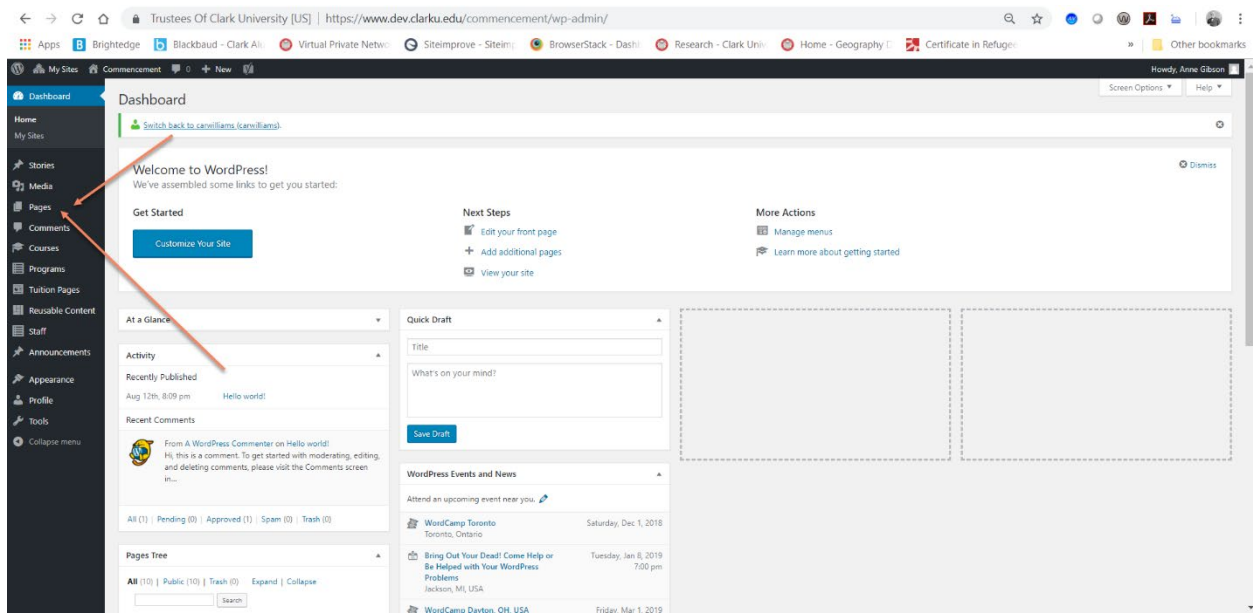 Trustees Of Clark University [US] | https://www.dev.clarku.edu/commencement/wp-admin/
Apps Brightedge Blackbaud - Clark Al Virtual Private Netwo Siteimprove - Siteim BrowserStack - Dash Research - Clark Univ Home - Geography D Certificate in Refugee » Other bookmarks
My Sites Commencement 0 + New Howdy, Anne Gibson
Screen Options ▼ Help ▼
Dashboard
Home
My Sites
Stories
Media
Pages
Comments
Courses
Programs
Tuition Pages
Reusable Content
Staff
Announcements
Appearance
Profile
Tools
Collapse menu
Dashboard
Switch back to carwilliams (carwilliams).
Welcome to WordPress!
Dismiss
We've assembled some links to get you started:
Get Started
Customize Your Site
Next Steps
Edit your front page
Add additional pages
View your site
More Actions
Manage menus
Learn more about getting started
At a Glance
Activity
Recently Published
Aug 12th, 8:09 pm Hello world!
Recent Comments
From A WordPress Commenter on Hello world!
Hi, this is a comment. To get started with moderating, editing,
and deleting comments, please visit the Comments screen
in...
All (1) | Pending (0) | Approved (1) | Spam (0) | Trash (0)
Pages Tree
All (10) | Public (10) | Trash (0) Expand | Collapse
Search
Quick Draft
Title
What's on your mind?
Save Draft
WordPress Events and News
Attend an upcoming event near you.
WordCamp Toronto Saturday, Dec 1, 2018
Toronto, Ontario
Bring Out Your Dead! Come Help or Tuesday, Jan 8, 2019
Be Helped with Your WordPress 7:00 pm
Problems
Jackson, MI, USA
WordCamp Dayton, OH, USA Friday, Mar 1, 2019